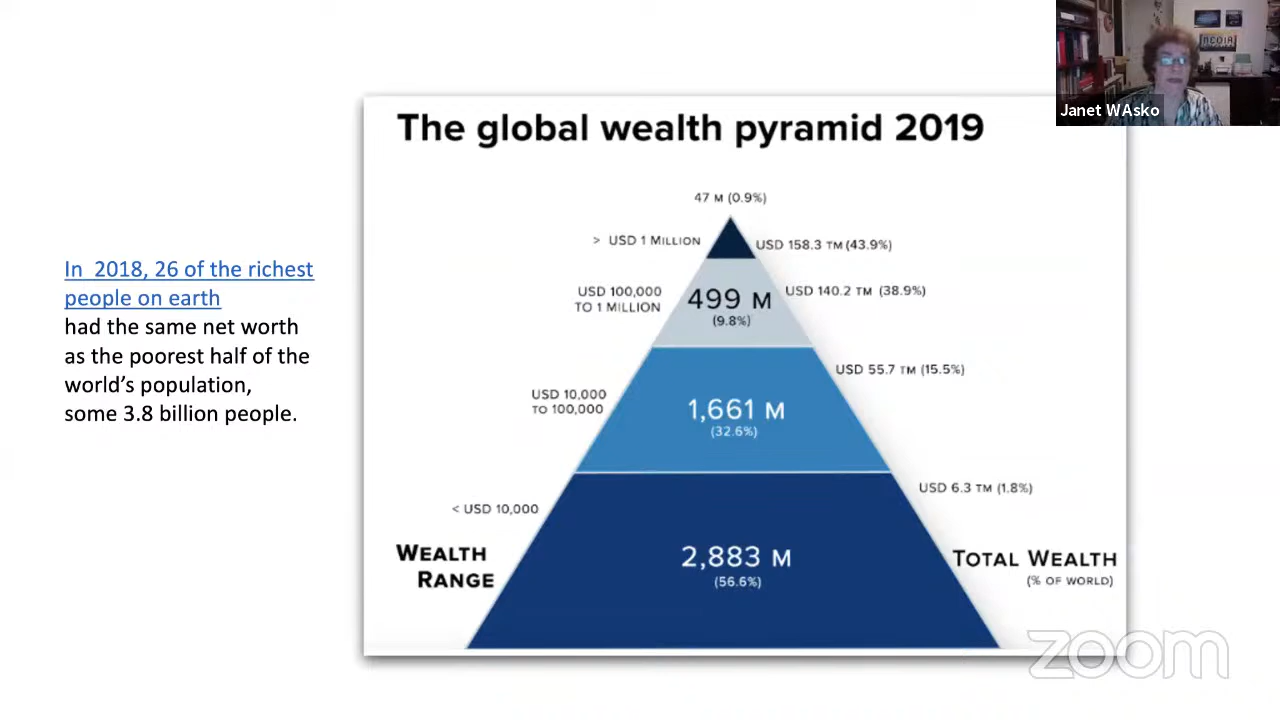 Janet WAsko
The global wealth pyramid 2019
In 2018, 26 of the richest
people on earth
had the same net worth
as the poorest half of the
world’s population,
some 3.8 billion people.
47 M (0.9%)
> USD 1 MILLION
USD 158.3 TM (43.9%)
USD 100,000
TO 1 MILLION
499 M
(9.8%)
USD 140.2 TM (38.9%)
USD 10,000
TO 100,000
1,661 M
(32.6%)
USD 55.7 TM (15.5%)
< USD 10,000
2,883 M
(56.6%)
USD 6.3 TM (1.8%)
WEALTH
RANGE
TOTAL WEALTH
(% OF WORLD)
zoom